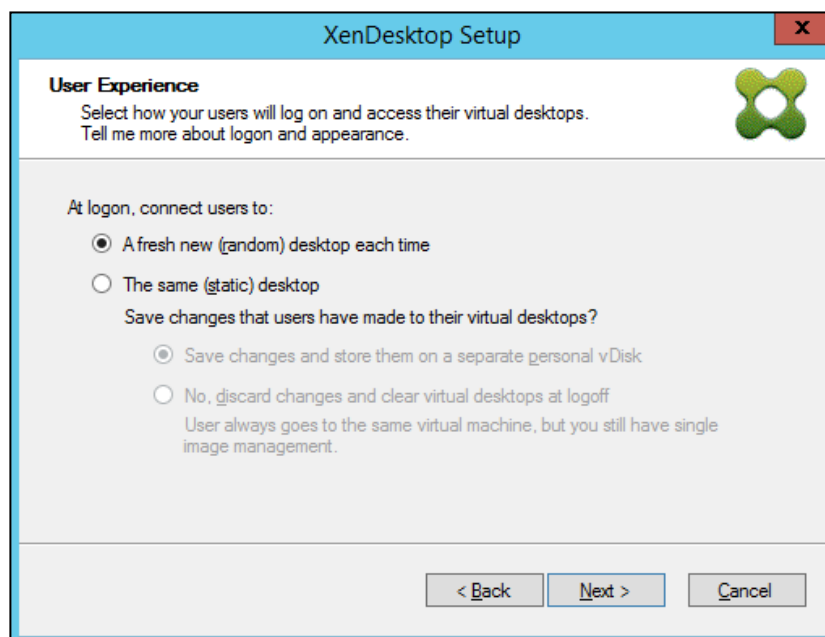 XenDesktop Setup
x
User Experience
Select how your users will log on and access their virtual desktops.
Tell me more about logon and appearance.
At logon, connect users to:
A fresh new (random) desktop each time
The same (static) desktop
Save changes that users have made to their virtual desktops?
Save changes and store them on a separate personal vDisk
No, discard changes and clear virtual desktops at logoff
User always goes to the same virtual machine, but you still have single
image management.
< Back Next > Cancel